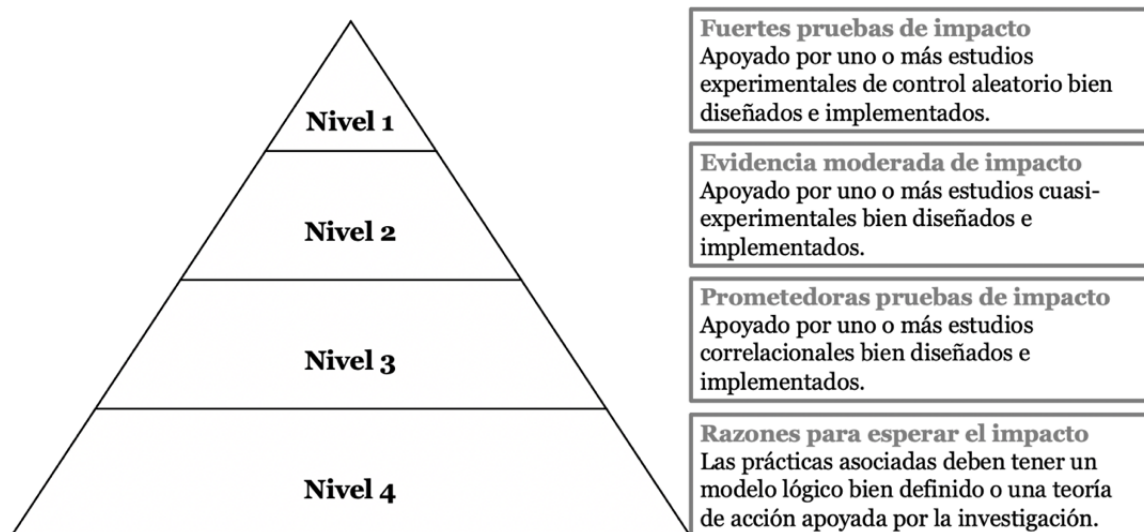 Nivel 1
Fuertes pruebas de impacto
Apoyado por uno o más estudios
experimentales de control aleatorio bien
diseñados e implementados.
Nivel 2
Evidencia moderada de impacto
Apoyado por uno o más estudios cuasi-
experimentales bien diseñados e
implementados.
Nivel 3
Prometedoras pruebas de impacto
Apoyado por uno o más estudios
correlacionales bien diseñados e
implementados.
Nivel 4
Razones para esperar el impacto
Las prácticas asociadas deben tener un
modelo lógico bien definido o una teoría
de acción apoyada por la investigación.